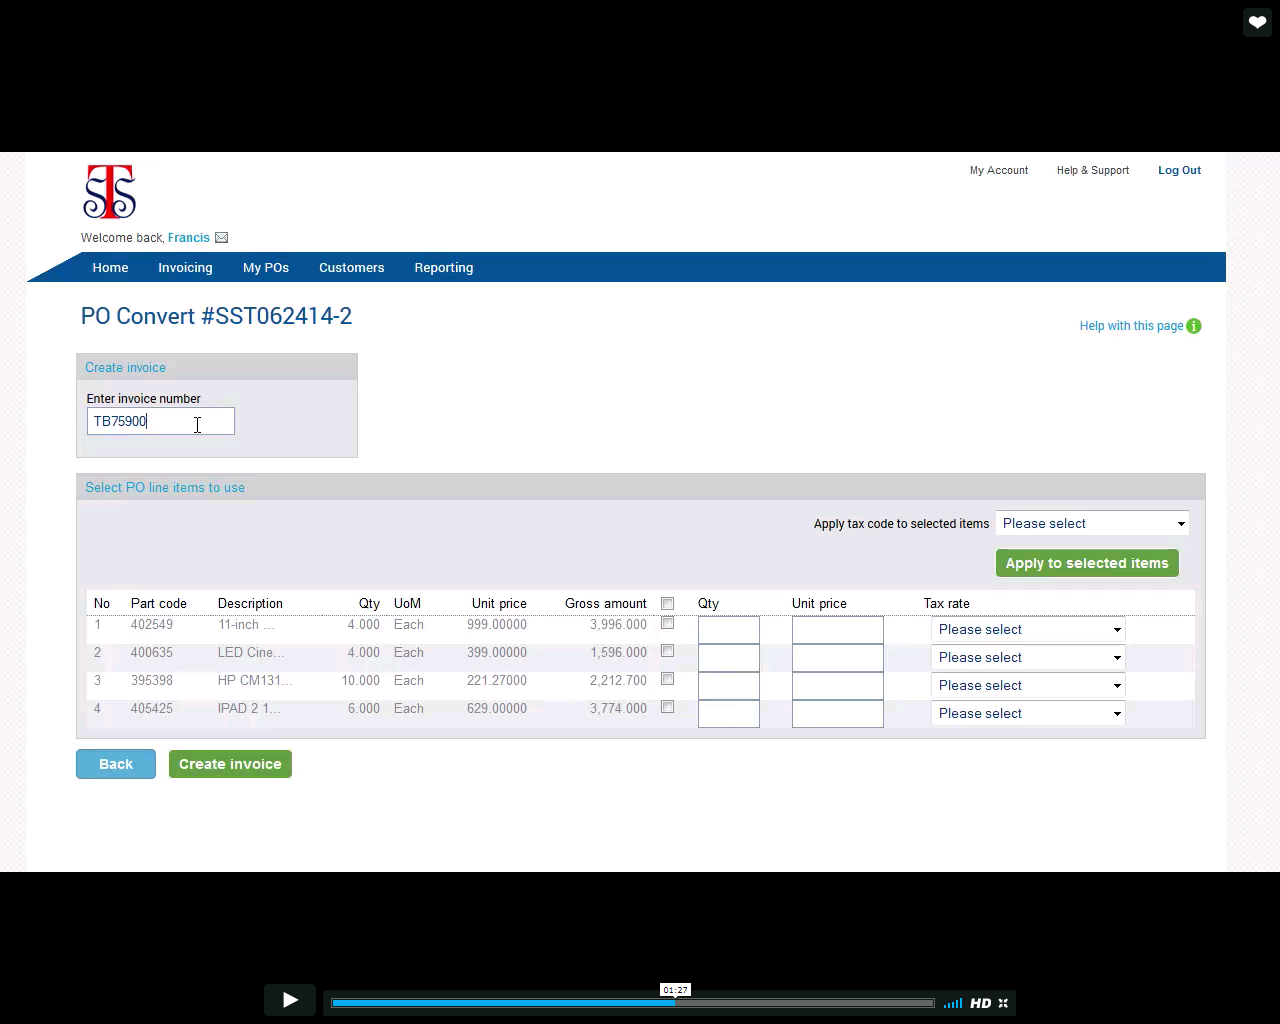 STS
My Account Help & Support Log Out
Welcome back, Francis
Home Invoicing My POs Customers Reporting
PO Convert #SST062414-2
Help with this page i
Create invoice
Enter invoice number
TB75900
Select PO line items to use
Apply tax code to selected items Please select
Apply to selected items
No Part code Description Qty UoM Unit price Gross amount Qty Unit price Tax rate
1 402549 11-inch ... 4.000 Each 999.00000 3,996.000 Please select
2 400635 LED Cine... 4.000 Each 399.00000 1,596.000 Please select
3 395398 HP CM131... 10.000 Each 221.27000 2,212.700 Please select
4 405425 IPAD 2 1... 6.000 Each 629.00000 3,774.000 Please select
Back Create invoice
01:27
HD